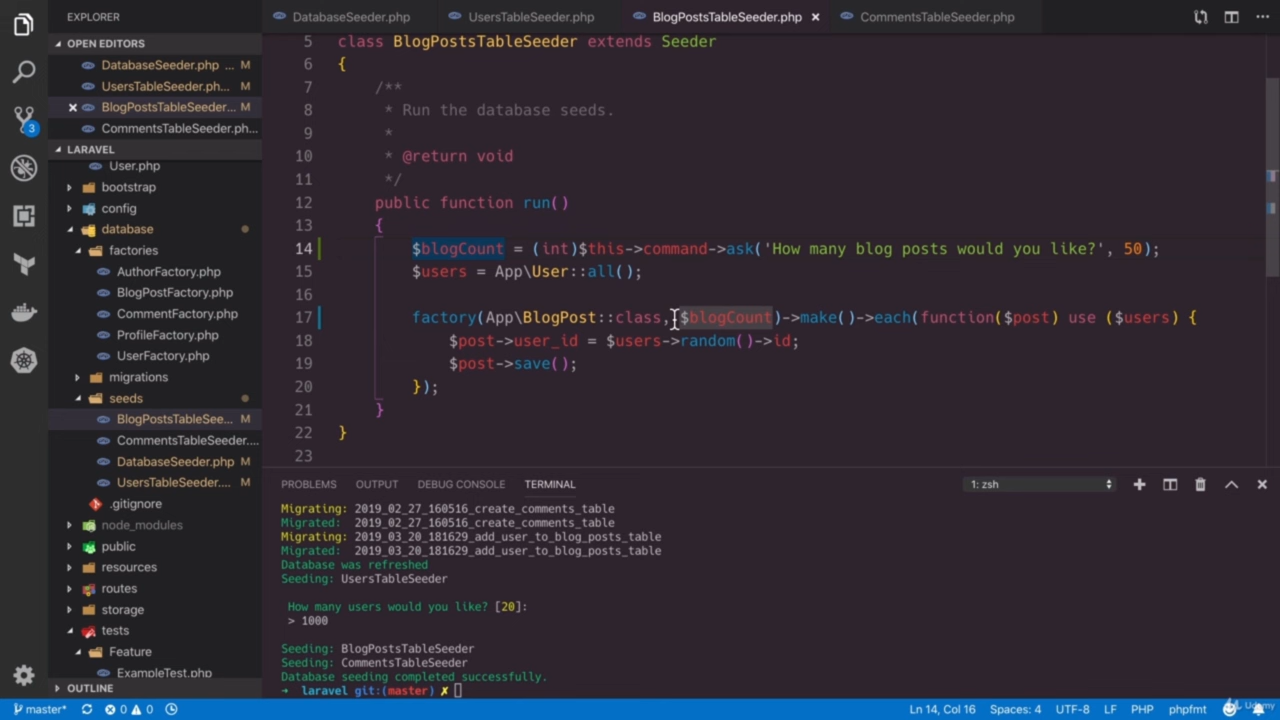 EXPLORER
OPEN EDITORS
DatabaseSeeder.php ... M
UsersTableSeeder.ph... M
BlogPostsTableSeeder... M
CommentsTableSeeder.ph...
3
LARAVEL
User.php
bootstrap
config
database
factories
AuthorFactory.php
BlogPostFactory.php
CommentFactory.php
ProfileFactory.php
UserFactory.php
migrations
seeds
BlogPostsTableSee... M
CommentsTableSeeder....
DatabaseSeeder.php M
UsersTableSeeder.... M
.gitignore
node_modules
public
resources
routes
storage
tests
Feature
ExampleTest.php
OUTLINE
DatabaseSeeder.php UsersTableSeeder.php BlogPostsTableSeeder.php CommentsTableSeeder.php
5 class BlogPostsTableSeeder extends Seeder
6 {
7 /**
8 * Run the database seeds.
9 *
10 * @return void
11 */
12 public function run()
13 {
14 $blogCount = (int)$this->command->ask('How many blog posts would you like?', 50);
15 $users = App\User::all();
16
17 factory(App\BlogPost::class, $blogCount)->make()->each(function($post) use ($users) {
18 $post->user_id = $users->random()->id;
19 $post->save();
20 });
21 }
22 }
23
PROBLEMS OUTPUT DEBUG CONSOLE TERMINAL 1: zsh
Migrating: 2019_02_27_160516_create_comments_table
Migrated: 2019_02_27_160516_create_comments_table
Migrating: 2019_03_20_181629_add_user_to_blog_posts_table
Migrated: 2019_03_20_181629_add_user_to_blog_posts_table
Database was refreshed
Seeding: UsersTableSeeder
How many users would you like? [20]:
> 1000
Seeding: BlogPostsTableSeeder
Seeding: CommentsTableSeeder
Database seeding completed successfully.
➜ laravel git:(master) ✗
master* 0 0 Ln 14, Col 16 Spaces: 4 UTF-8 LF PHP phpfmt
Udemy